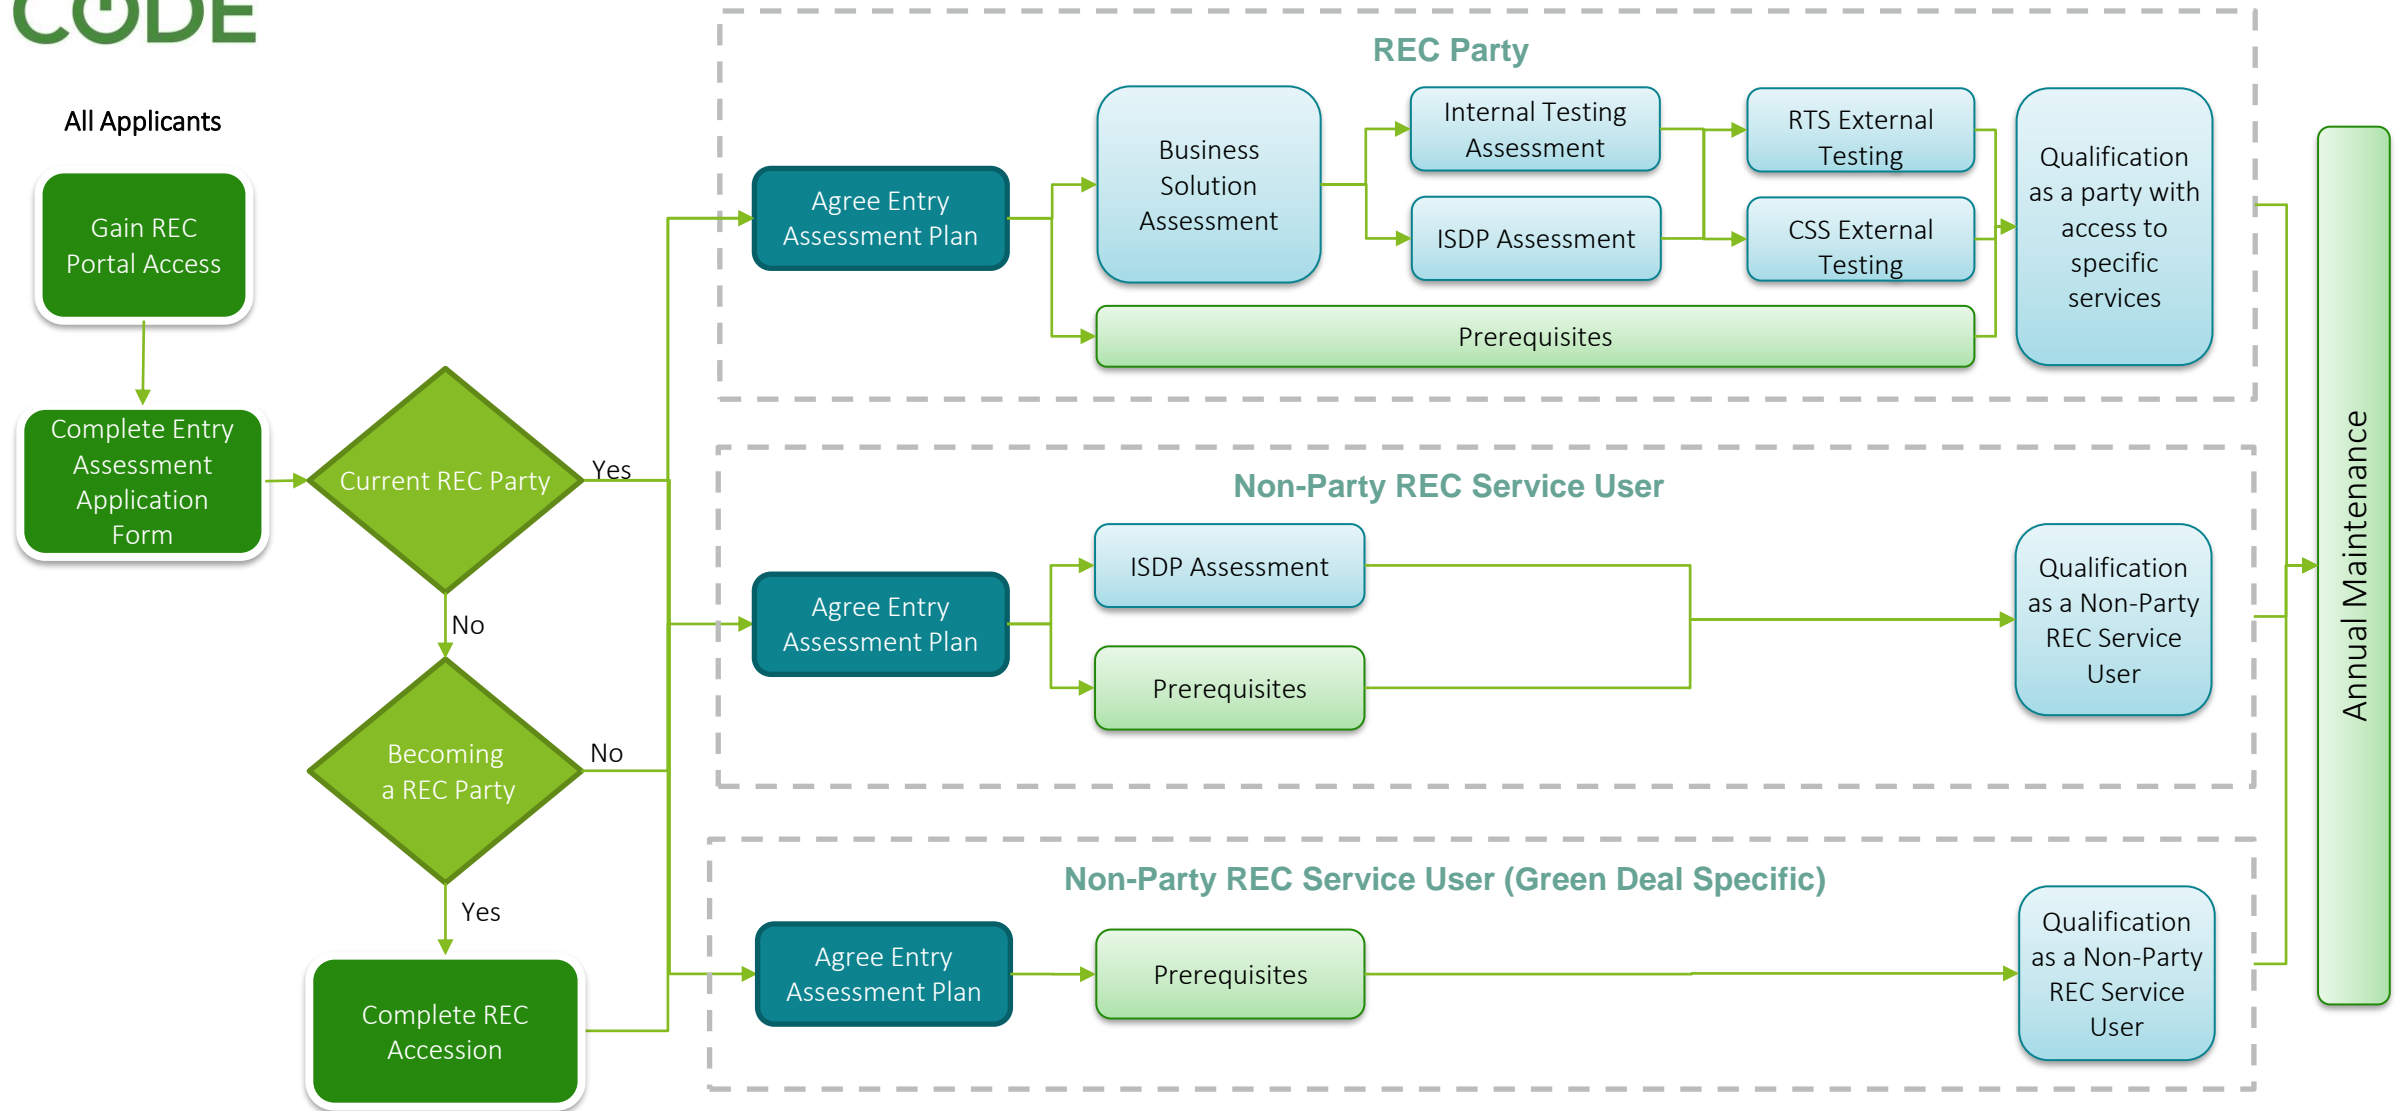 CODE
All Applicants
Gain REC
Portal Access
Complete Entry
Assessment
Application
Form
Current REC Party
Yes
No
Becoming
a REC Party
No
Yes
Complete REC
Accession
REC Party
Agree Entry
Assessment Plan
Business
Solution
Assessment
Internal Testing
Assessment
ISDP Assessment
RTS External
Testing
CSS External
Testing
Prerequisites
Qualification
as a party with
access to
specific
services
Non-Party REC Service User
Agree Entry
Assessment Plan
ISDP Assessment
Prerequisites
Qualification
as a Non-Party
REC Service
User
Non-Party REC Service User (Green Deal Specific)
Agree Entry
Assessment Plan
Prerequisites
Qualification
as a Non-Party
REC Service
User
Annual Maintenance